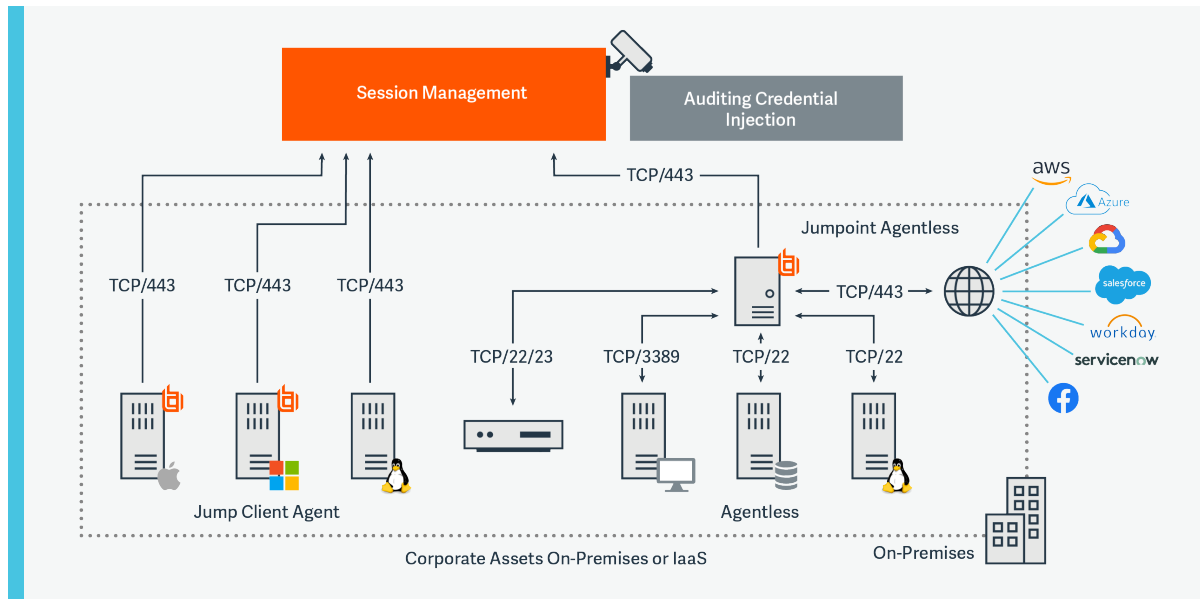 Session Management
Auditing Credential
Injection
TCP/443
aws
Azure
Jumpoint Agentless
salesforce
TCP/443
TCP/443
TCP/443
TCP/443
workday.
TCP/22/23
TCP/3389
TCP/22
TCP/22
servicenow
Jump Client Agent
Agentless
On-Premises
Corporate Assets On-Premises or IaaS